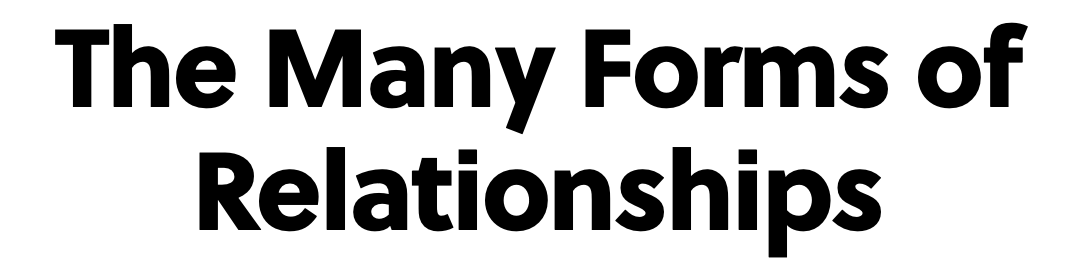 The Many Forms of
Relationships